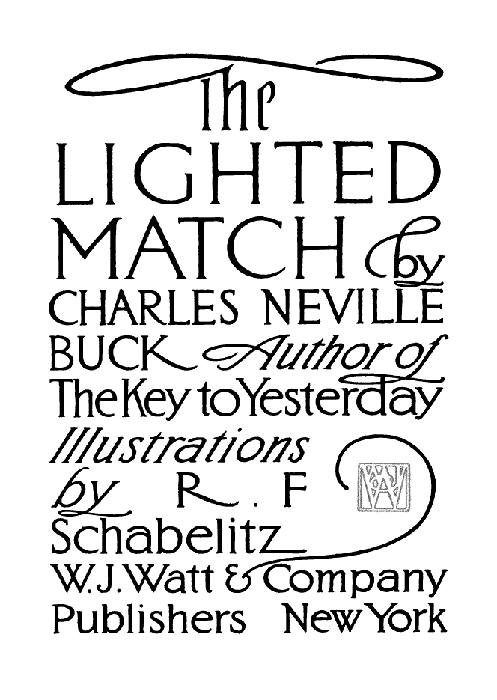 The
LIGHTED
MATCH by
CHARLES NEVILLE
BUCK Author of
The Key to Yesterday
Illustrations
by R. F
Schabelitz
W.J. Watt & Company
Publishers New York